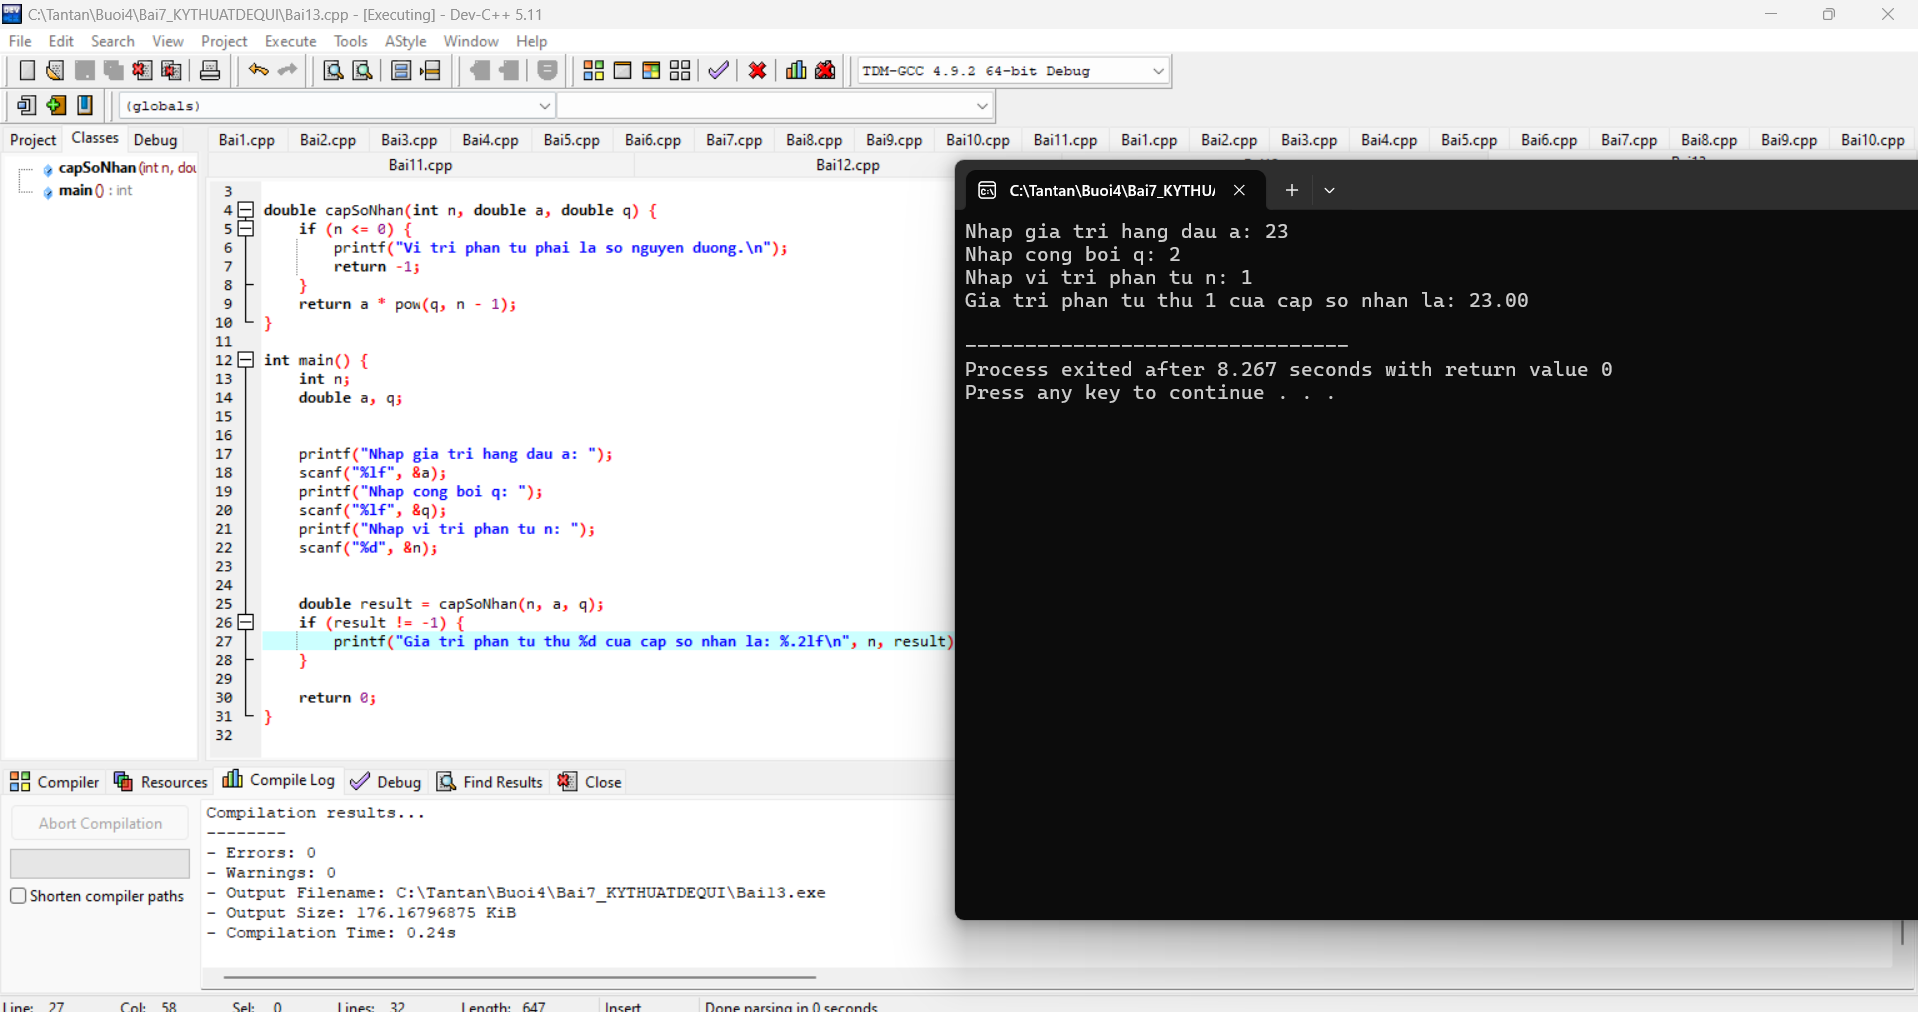 C:\Tantan\Buoi4\Bai7_KYTHUATDEQUI\Bai13.cpp - [Executing] - Dev-C++ 5.11
File Edit Search View Project Execute Tools AStyle Window Help
TDM-GCC 4.9.2 64-bit Debug
(globals)
Project Classes Debug
Bai1.cpp Bai2.cpp Bai3.cpp Bai4.cpp Bai5.cpp Bai6.cpp Bai7.cpp Bai8.cpp Bai9.cpp Bai10.cpp Bai11.cpp Bai1.cpp Bai2.cpp Bai3.cpp Bai4.cpp Bai5.cpp Bai6.cpp Bai7.cpp Bai8.cpp Bai9.cpp Bai10.cpp
Bai11.cpp Bai12.cpp
capSoNhan (int n, dou
main () : int
3
4 double capSoNhan(int n, double a, double q) {
5 if (n <= 0) {
6 printf("Vi tri phan tu phai la so nguyen duong.\n");
7 return -1;
8 }
9 return a * pow(q, n - 1);
10 }
11
12 int main() {
13 int n;
14 double a, q;
15
16
17 printf("Nhap gia tri hang dau a: ");
18 scanf("%lf", &a);
19 printf("Nhap cong boi q: ");
20 scanf("%lf", &q);
21 printf("Nhap vi tri phan tu n: ");
22 scanf("%d", &n);
23
24
25 double result = capSoNhan(n, a, q);
26 if (result != -1) {
27 printf("Gia tri phan tu thu %d cua cap so nhan la: %.2lf\n", n, result)
28 }
29
30 return 0;
31 }
32
C:\Tantan\Buoi4\Bai7_KYTHU
Nhap gia tri hang dau a: 23
Nhap cong boi q: 2
Nhap vi tri phan tu n: 1
Gia tri phan tu thu 1 cua cap so nhan la: 23.00
--------------------------------
Process exited after 8.267 seconds with return value 0
Press any key to continue . . .
Compiler Resources Compile Log Debug Find Results Close
Abort Compilation
Shorten compiler paths
Compilation results...
--------
- Errors: 0
- Warnings: 0
- Output Filename: C:\Tantan\Buoi4\Bai7_KYTHUATDEQUI\Bai13.exe
- Output Size: 176.16796875 KiB
- Compilation Time: 0.24s
Line: 27 Col: 58 Sel: 0 Lines: 32 Length: 647 Insert Done parsing in 0 seconds